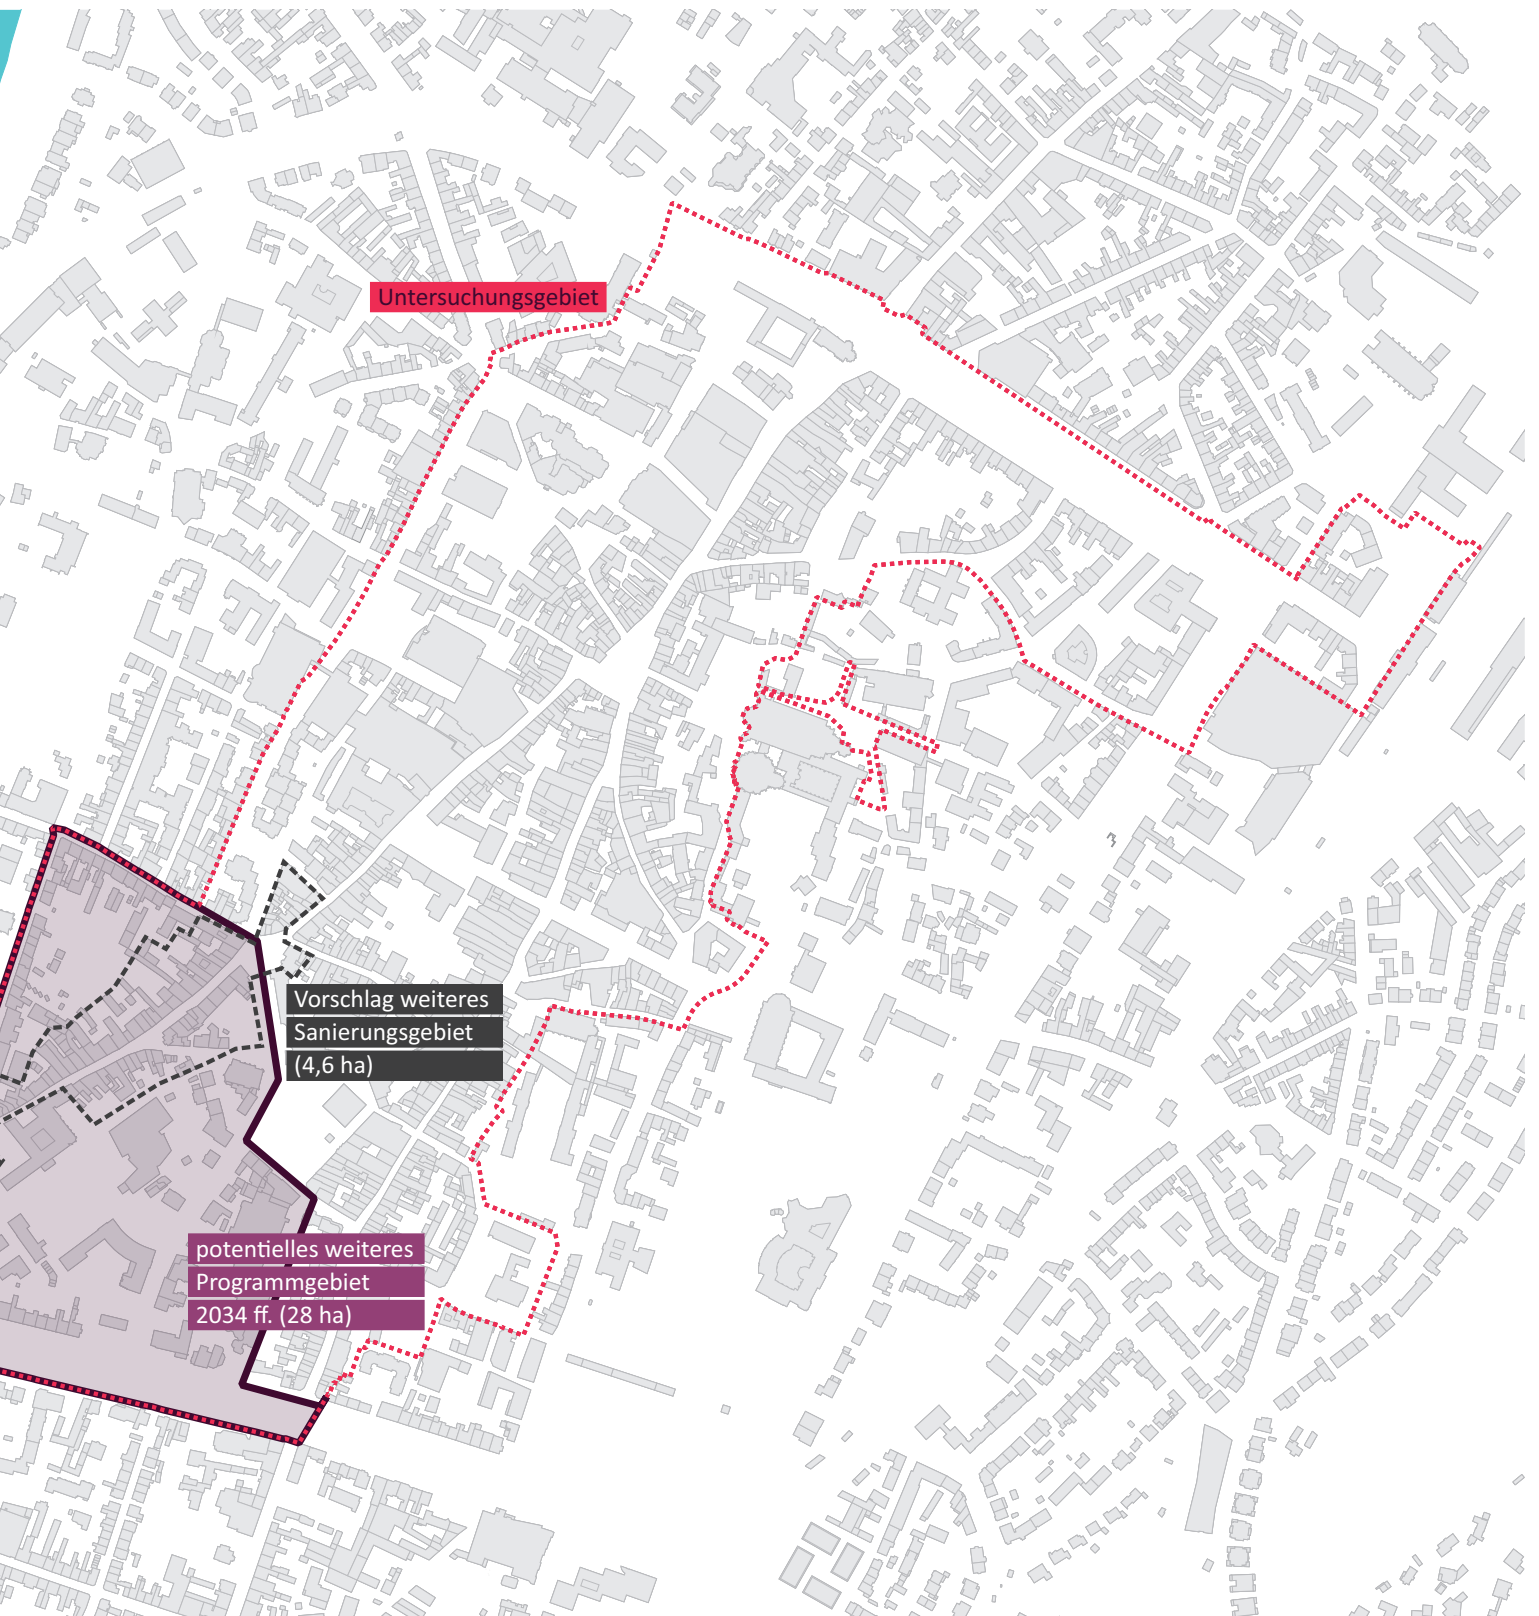 Untersuchungsgebiet
Vorschlag weiteres
Sanierungsgebiet
(4,6 ha)
potentielles weiteres
Programmgebiet
2034 ff. (28 ha)